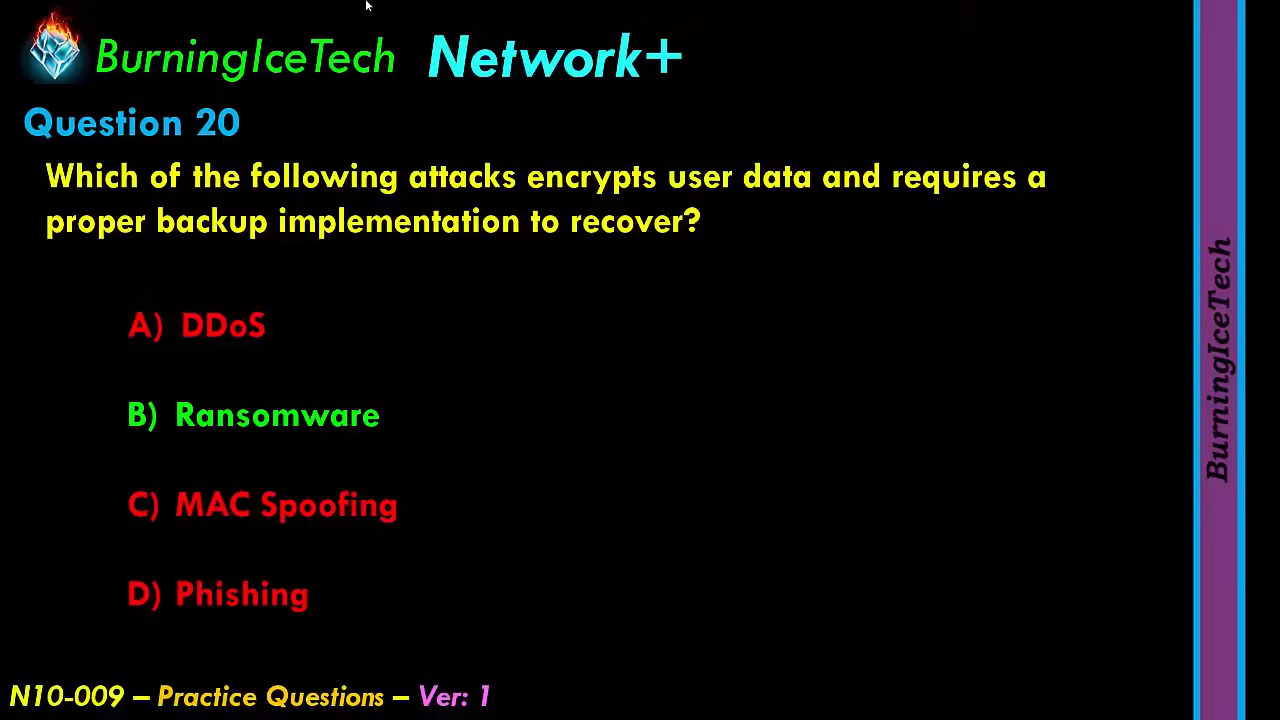 BurningIceTech Network+
Question 20
Which of the following attacks encrypts user data and requires a
proper backup implementation to recover?
A) DDoS
B) Ransomware
C) MAC Spoofing
D) Phishing
N10-009 – Practice Questions – Ver: 1
BurningIceTech